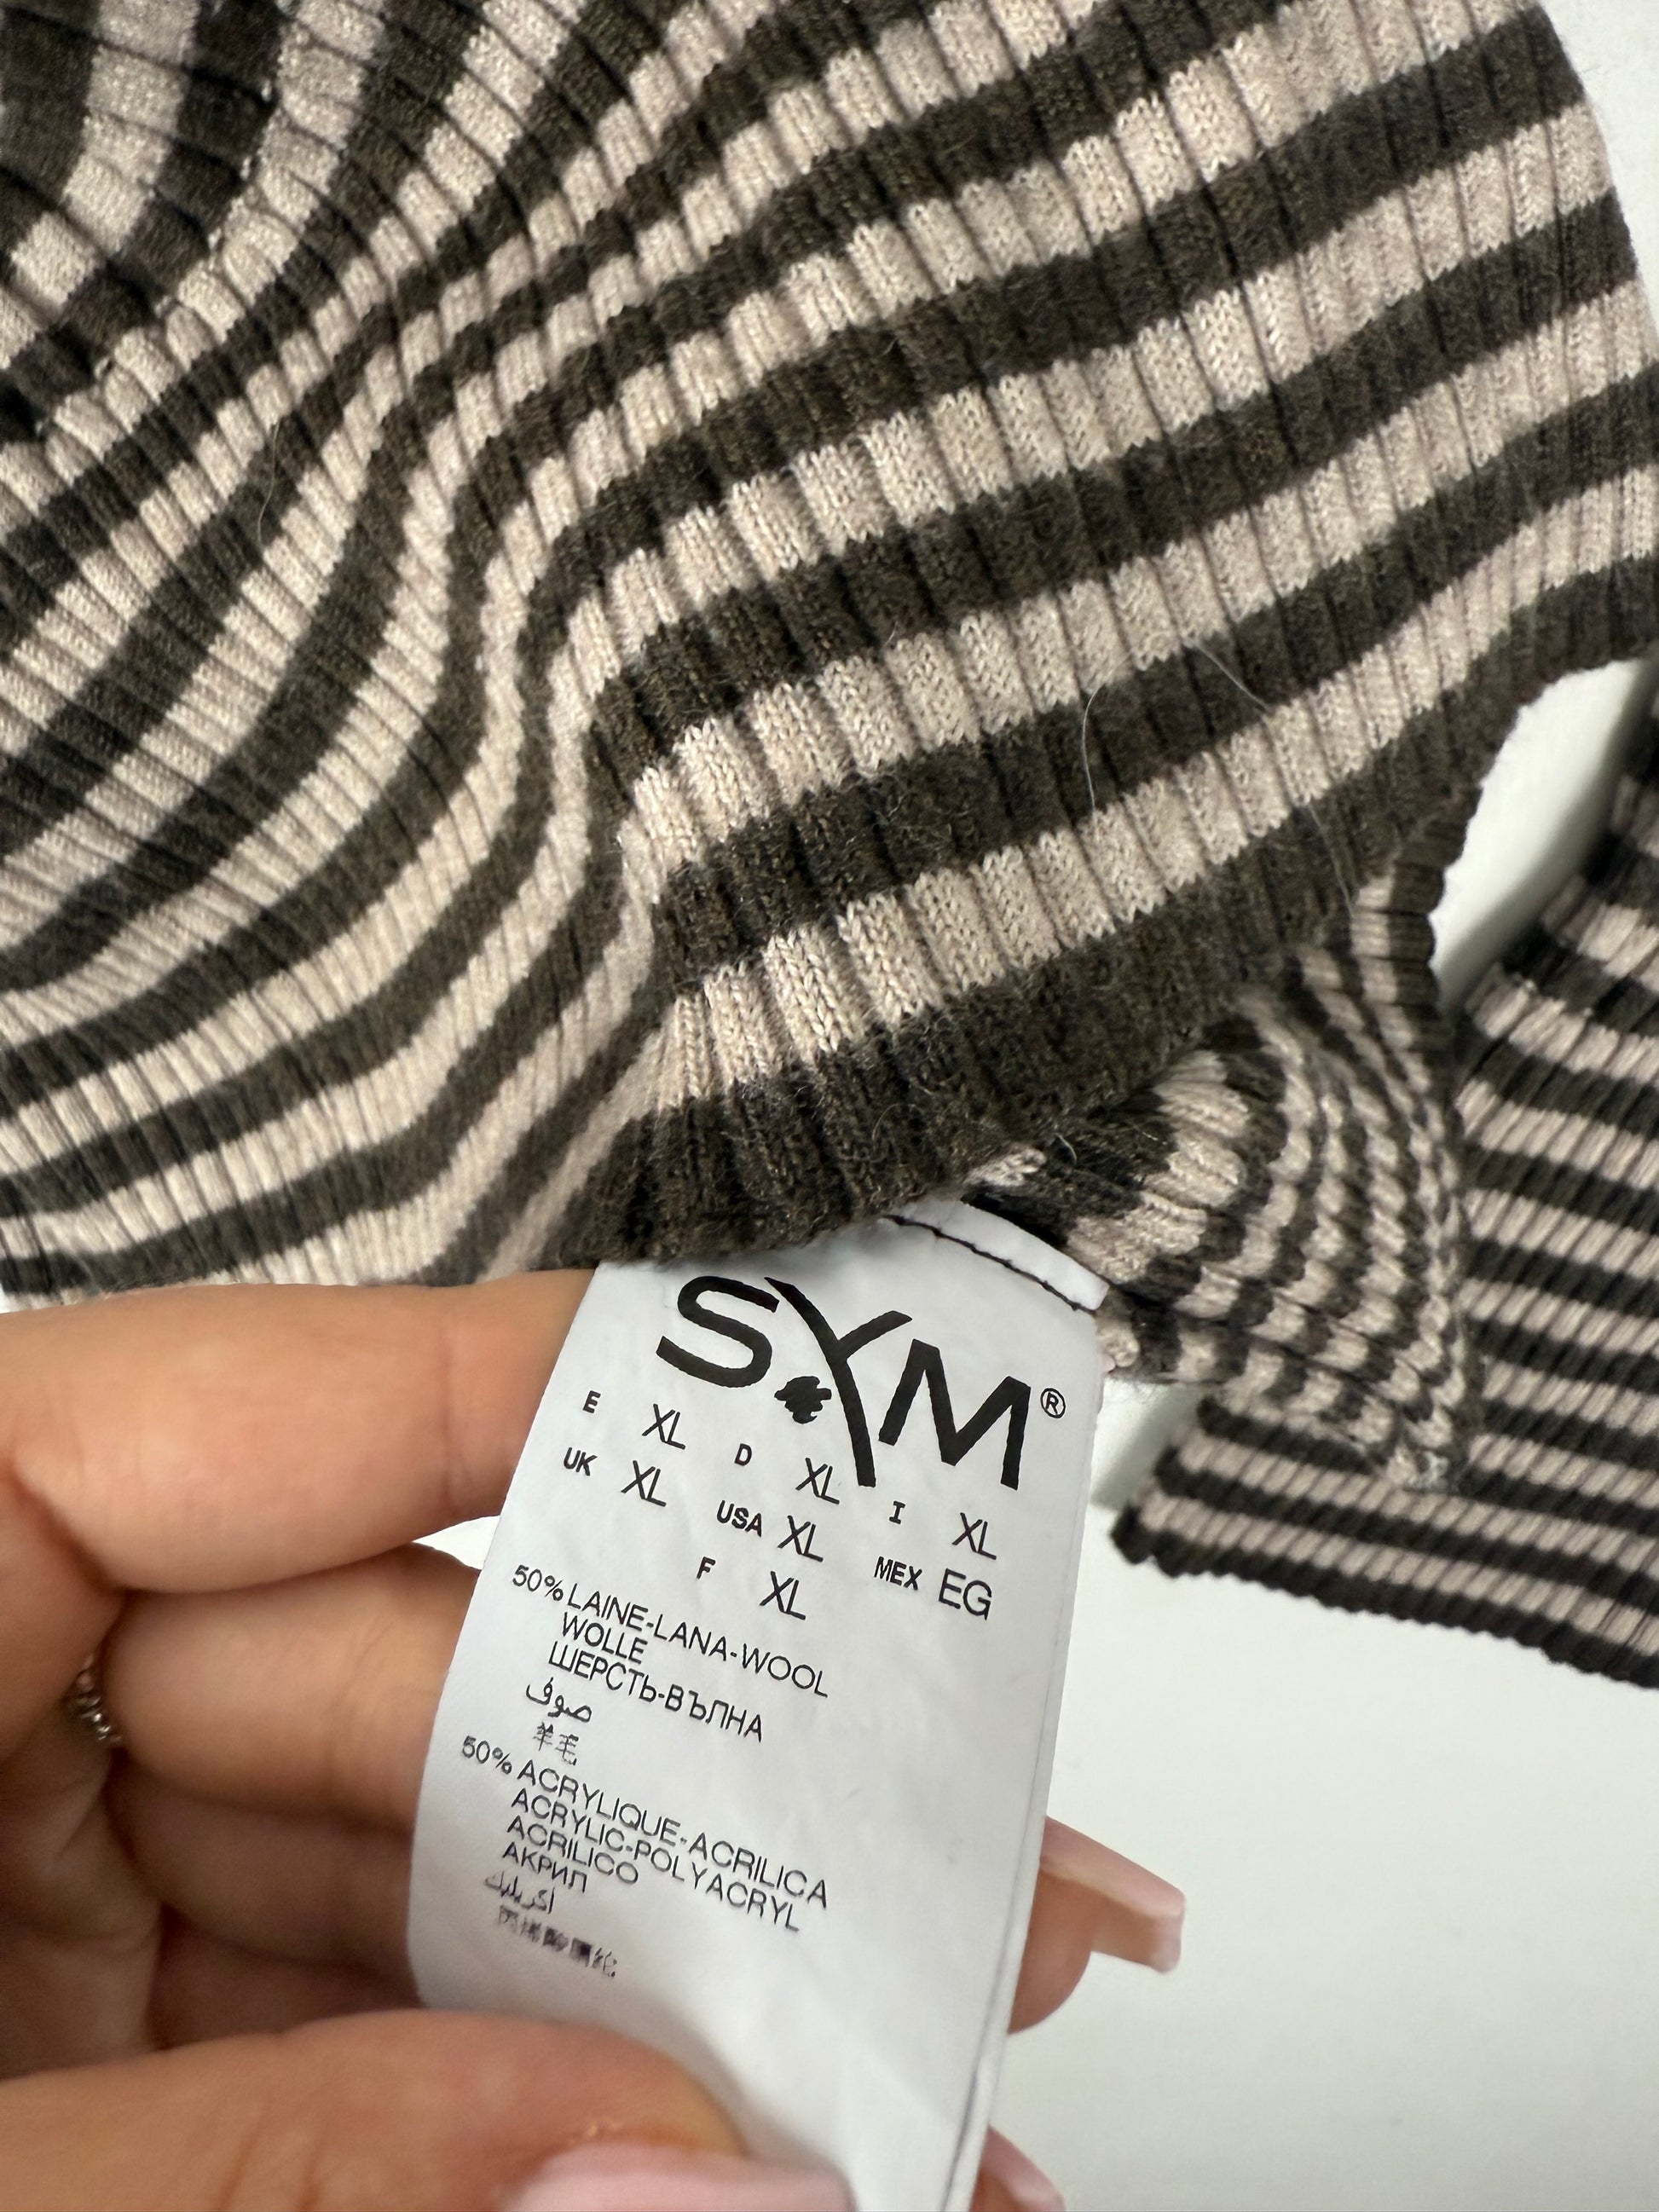 SYM®
E XL D XL I XL
UK XL USA XL MEX EG
F XL
50% LAINE-LANA-WOOL
WOLLE
ШЕРСТЬ-ВЪЛНА
صوف
羊毛
50% ACRYLIQUE-ACRILICA
ACRYLIC-POLYACRYL
ACRILICO
АКРИЛ
اكريليك